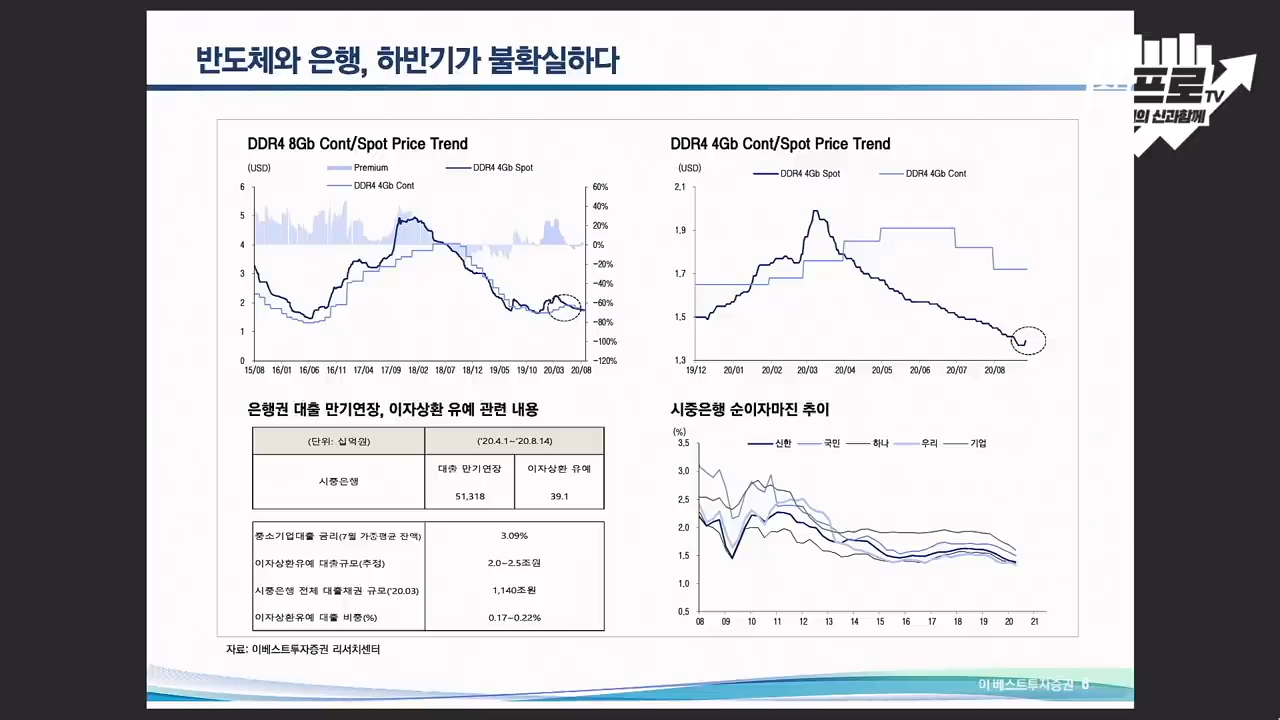 반도체와 은행, 하반기가 불확실하다
프로TV
의 신과함께
DDR4 8Gb Cont/Spot Price Trend
(USD)
Premium
DDR4 4Gb Spot
DDR4 4Gb Cont
6
5
4
3
2
1
0
60%
40%
20%
0%
−20%
−40%
−60%
−80%
−100%
−120%
15/08 16/01 16/06 16/11 17/04 17/09 18/02 18/07 18/12 19/05 19/10 20/03 20/08
DDR4 4Gb Cont/Spot Price Trend
(USD)
DDR4 4Gb Spot
DDR4 4Gb Cont
2,1
1,9
1,7
1,5
1,3
19/12 20/01 20/02 20/03 20/04 20/05 20/06 20/07 20/08
은행권 대출 만기연장, 이자상환 유예 관련 내용
(단위: 십억원) ('20.4.1~'20.8.14)
시중은행 대출 만기연장 이자상환 유예
51,318 39.1
중소기업대출 금리(7월 가중평균 잔액) 3.09%
이자상환유예 대출규모(추정) 2.0~2.5조원
시중은행 전체 대출채권 규모('20.03) 1,140조원
이자상환유예 대출 비중(%) 0.17~0.22%
시중은행 순이자마진 추이
(%)
신한 국민 하나 우리 기업
3,5
3,0
2,5
2,0
1,5
1,0
0,5
08 09 10 11 12 13 14 15 16 17 18 19 20 21
자료: 이베스트투자증권 리서치센터
이베스트투자증권 6